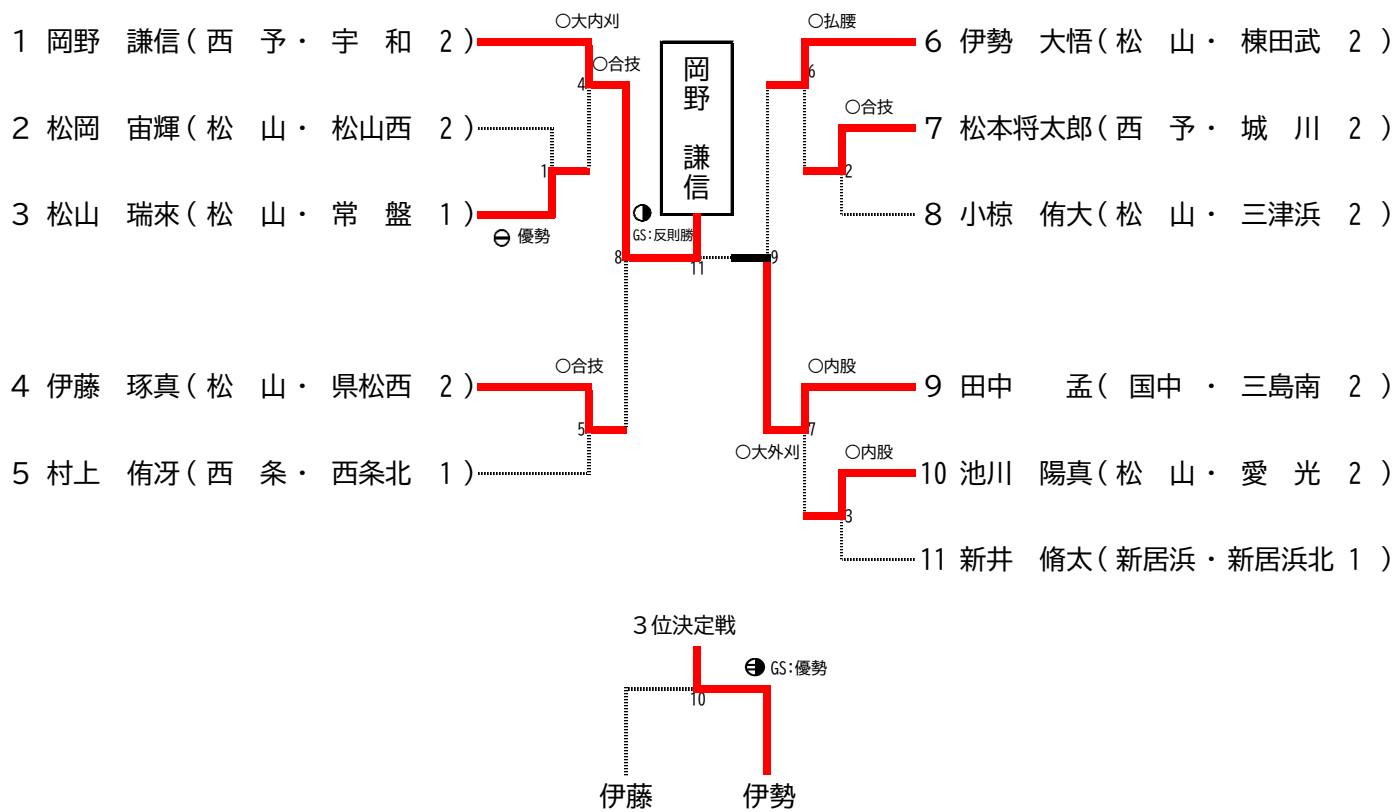 ○大内刈
○払腰
1 岡野　謙信(西　予・　宇　和　2)
岡野　謙信
6 伊勢　大悟(松　山・　棟田武　2)
○合技
4
6
○合技
2 松岡　宙輝(松　山・　松山西　2)
7 松本将太郎(西　予・　城　川　2)
1
2
3 松山　瑞來(松　山・　常　盤　1)
8 小椋　侑大(松　山・　三津浜　2)
優勢
GS:反則勝
8
11
9
○合技
○内股
4 伊藤　琢真(松　山・　県松西　2)
9 田中　　孟(国中　・　三島南　2)
5
7
○大外刈
○内股
5 村上　侑冴(西　条・　西条北　1)
10 池川　陽真(松　山・　愛　光　2)
3
11 新井　脩太(新居浜・新居浜北　1)
3位決定戦
GS:優勢
10
伊藤
伊勢